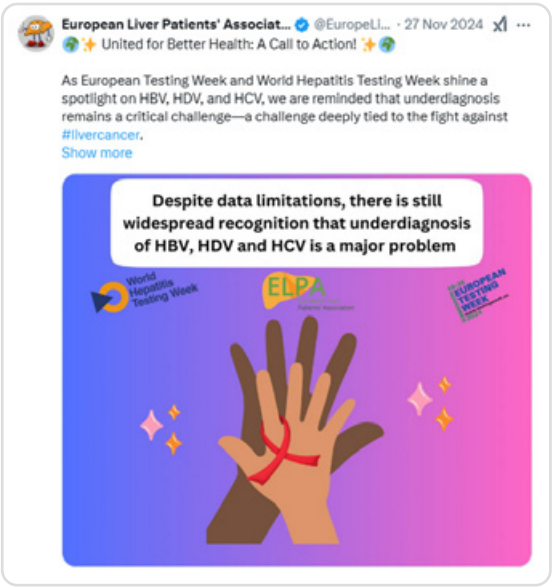 European Liver Patients' Associat... @EuropeLi... · 27 Nov 2024
🌍✨ United for Better Health: A Call to Action! ✨🌍
As European Testing Week and World Hepatitis Testing Week shine a
spotlight on HBV, HDV, and HCV, we are reminded that underdiagnosis
remains a critical challenge—a challenge deeply tied to the fight against
#livercancer.
Show more
Despite data limitations, there is still
widespread recognition that underdiagnosis
of HBV, HDV and HCV is a major problem
World
Hepatitis
Testing Week
ELPA
Patients Association
EUROPEAN
TESTING
WEEK